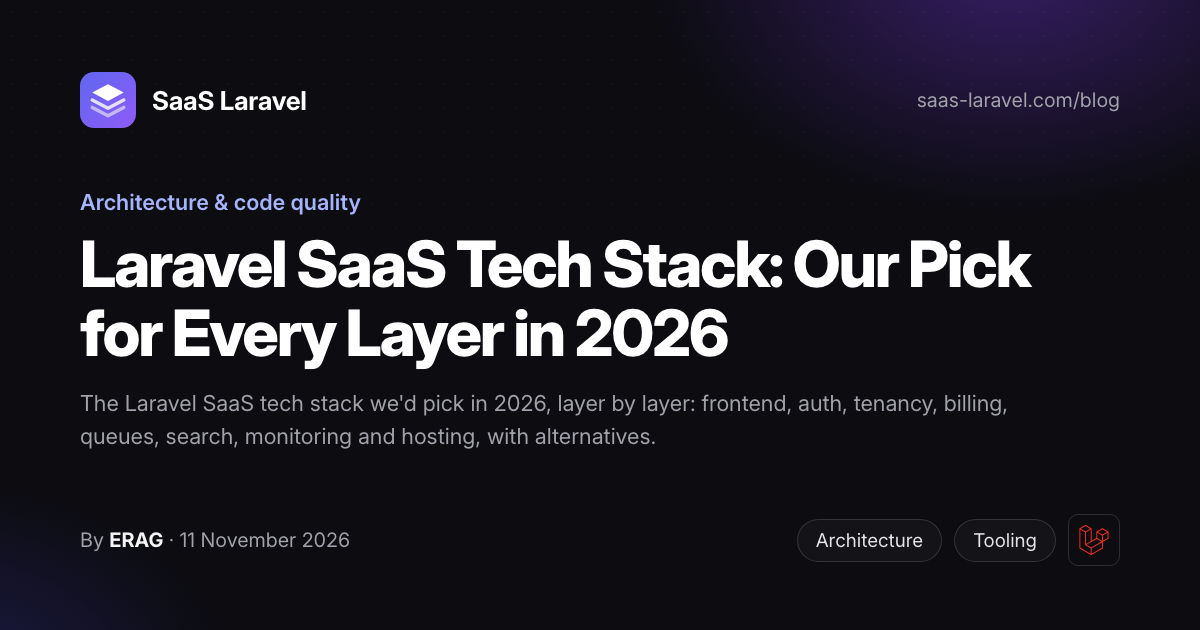 SaaS Laravel
saas-laravel.com/blog
Architecture & code quality
Laravel SaaS Tech Stack: Our Pick
for Every Layer in 2026
The Laravel SaaS tech stack we'd pick in 2026, layer by layer: frontend, auth, tenancy, billing,
queues, search, monitoring and hosting, with alternatives.
By ERAG · 11 November 2026
Architecture
Tooling